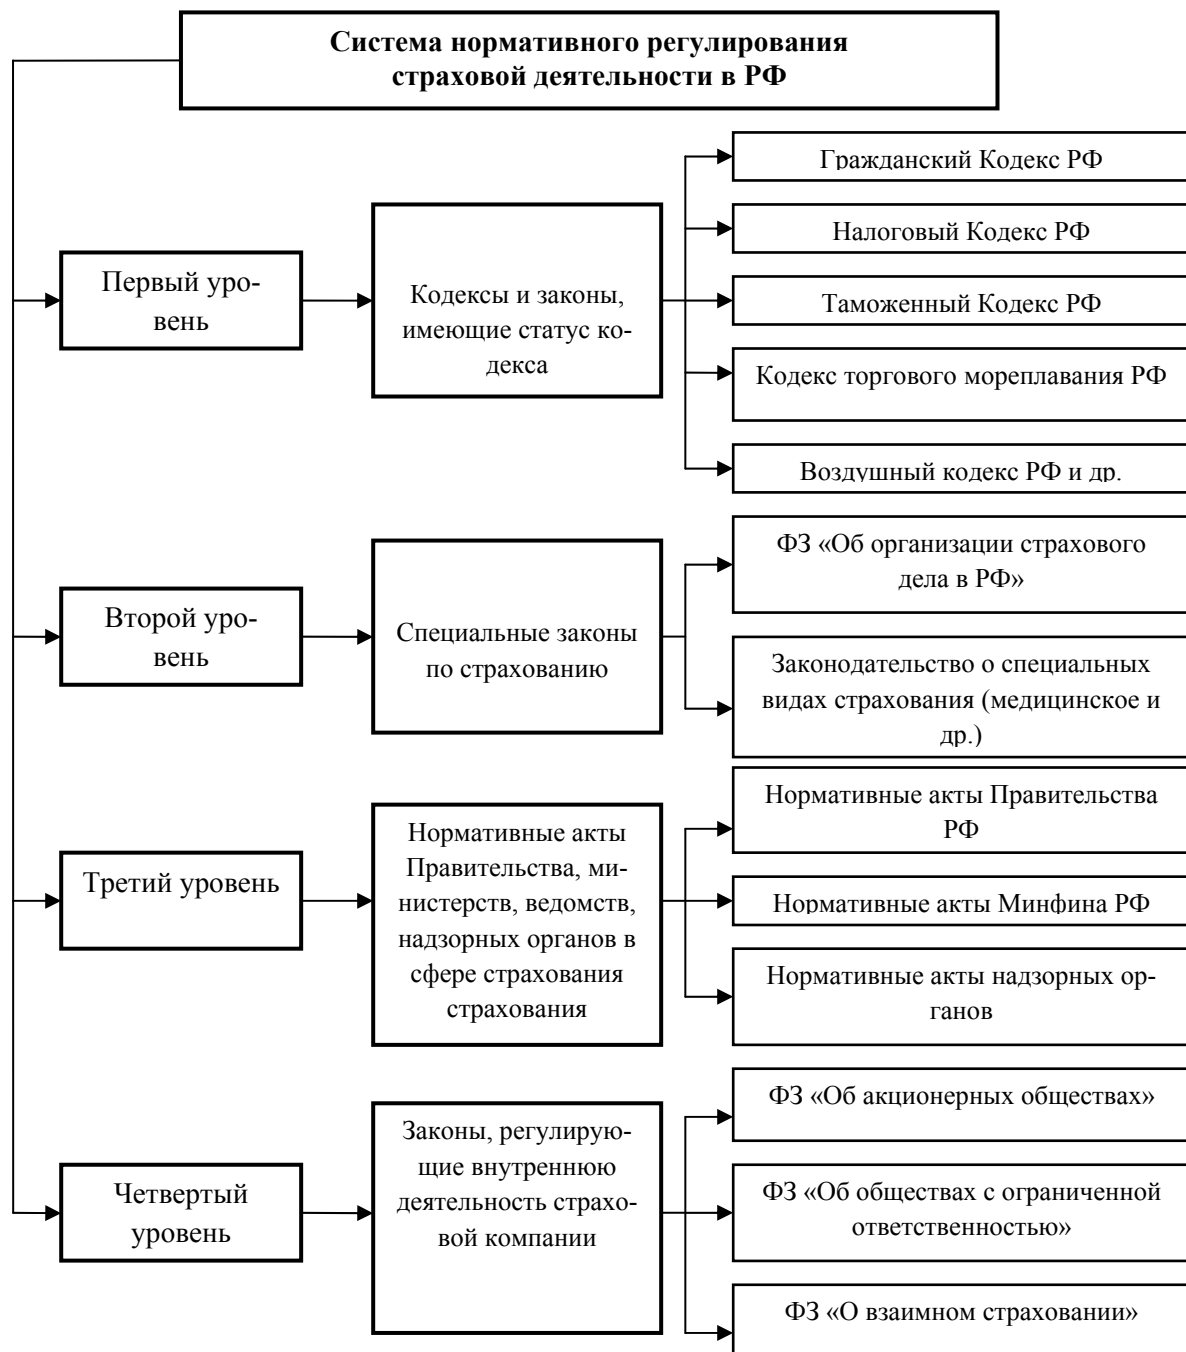 Система нормативного регулирования
страховой деятельности в РФ
Первый уро-
вень
Кодексы и законы,
имеющие статус ко-
декса
Гражданский Кодекс РФ
Налоговый Кодекс РФ
Таможенный Кодекс РФ
Кодекс торгового мореплавания РФ
Воздушный кодекс РФ и др.
Второй уро-
вень
Специальные законы
по страхованию
ФЗ «Об организации страхового
дела в РФ»
Законодательство о специальных
видах страхования (медицинское и
др.)
Третий уровень
Нормативные акты
Правительства, ми-
нистерств, ведомств,
надзорных органов в
сфере страхования
страхования
Нормативные акты Правительства
РФ
Нормативные акты Минфина РФ
Нормативные акты надзорных ор-
ганов
Четвертый
уровень
Законы, регулирую-
щие внутреннюю
деятельность страхо-
вой компании
ФЗ «Об акционерных обществах»
ФЗ «Об обществах с ограниченной
ответственностью»
ФЗ «О взаимном страховании»